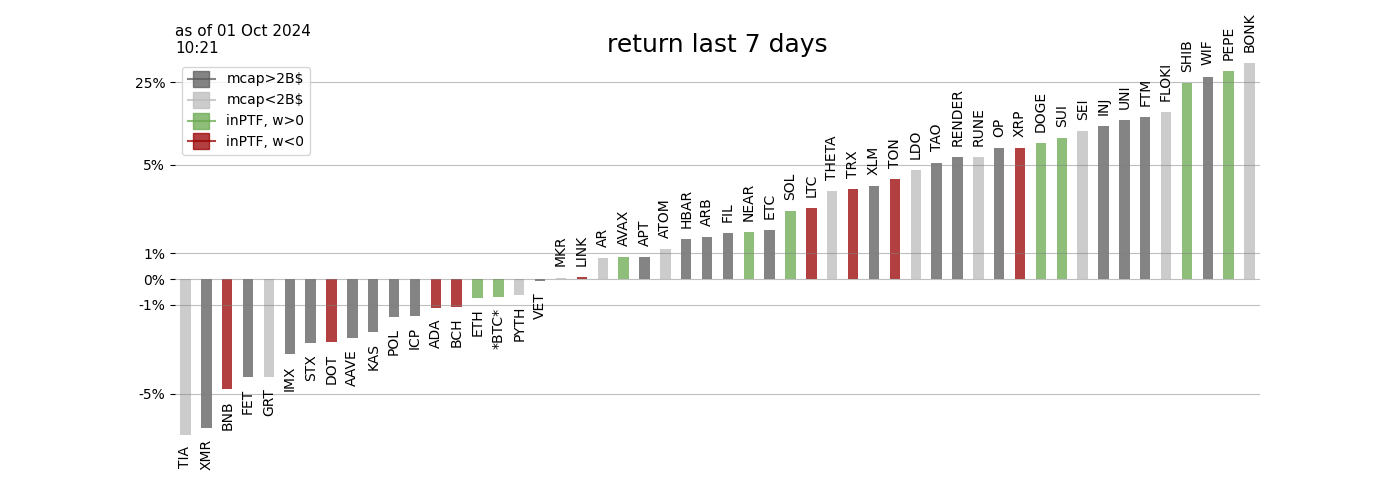 as of 01 Oct 2024
10:21
return last 7 days
mcap>2B$
mcap<2B$
inPTF, w>0
inPTF, w<0
25%
5%
1%
0%
-1%
-5%
TIA
XMR
BNB
FET
GRT
IMX
STX
DOT
AAVE
KAS
POL
ICP
ADA
BCH
ETH
*BTC*
PYTH
VET
MKR
LINK
AR
AVAX
APT
ATOM
HBAR
ARB
FIL
NEAR
ETC
SOL
LTC
THETA
TRX
XLM
TON
LDO
TAO
RENDER
RUNE
OP
XRP
DOGE
SUI
SEI
INJ
UNI
FTM
FLOKI
SHIB
WIF
PEPE
BONK